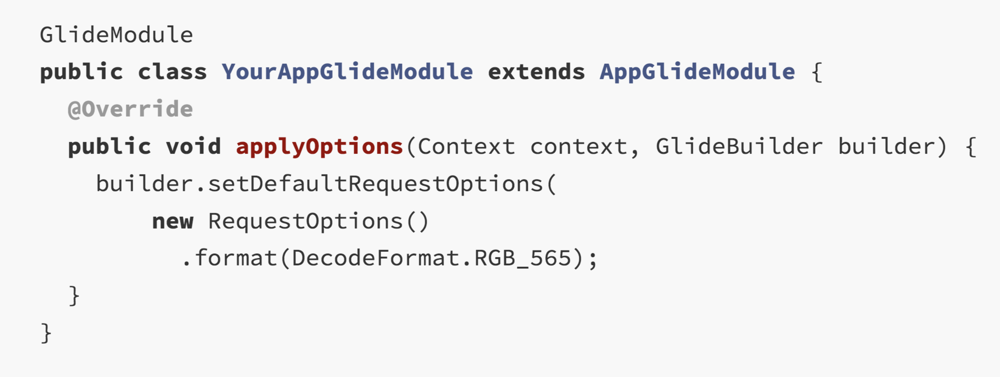 GlideModule
public class YourAppGlideModule extends AppGlideModule {
  @Override
  public void applyOptions(Context context, GlideBuilder builder) {
    builder.setDefaultRequestOptions(
        new RequestOptions()
          .format(DecodeFormat.RGB_565);
  }
}